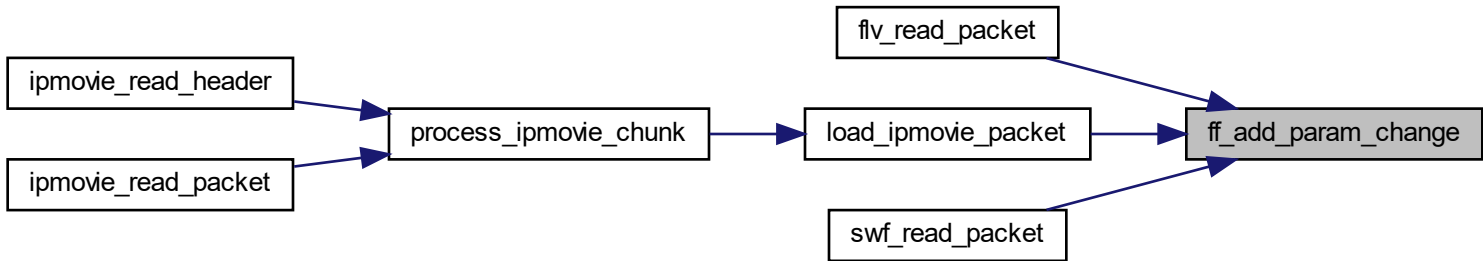 flv_read_packet
ipmovie_read_header
process_ipmovie_chunk
load_ipmovie_packet
ff_add_param_change
ipmovie_read_packet
swf_read_packet